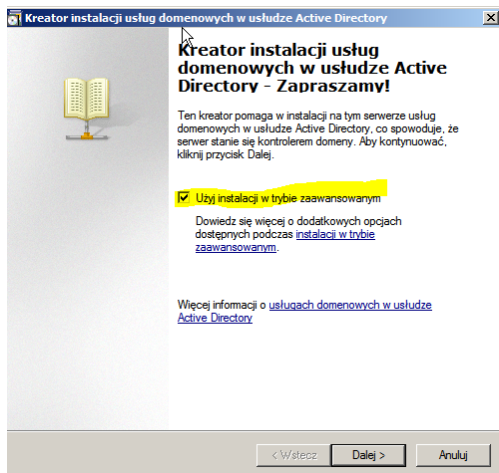 Kreator instalacji usług domenowych w usłudze Active Directory
Kreator instalacji usług
domenowych w usłudze Active
Directory - Zapraszamy!
Ten kreator pomaga w instalacji na tym serwerze usług
domenowych w usłudze Active Directory, co spowoduje, że
serwer stanie się kontrolerem domeny. Aby kontynuować,
kliknij przycisk Dalej.
Użyj instalacji w trybie zaawansowanym
Dowiedz się więcej o dodatkowych opcjach
dostępnych podczas instalacji w trybie
zaawansowanym.
Więcej informacji o usługach domenowych w usłudze
Active Directory
< Wstecz
Dalej >
Anuluj